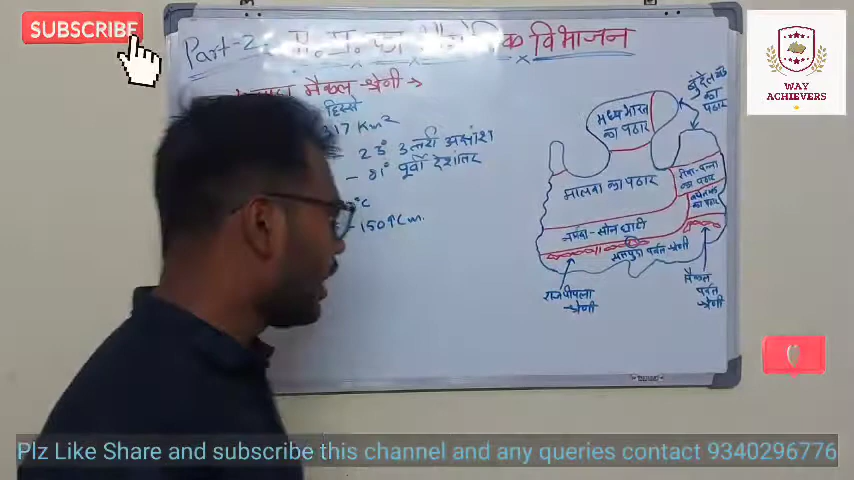 SUBSCRIBE
Part-2 म.प्र. का भौगोलिक विभाजन
मैकल श्रेणी →
हिस्से
317 Km²
23° उत्तरी अक्षांश
- 81° पूर्वी देशांतर
°C
- 150 सेCm.
बुंदेलखंड
का
पठार
मध्य भारत
का पठार
मालवा का पठार
रीवा-पन्ना
का पठार
बघेलखंड
का पठार
नर्मदा-सोन घाटी
सतपुड़ा पर्वत श्रेणी
राजपीपला
श्रेणी
मैकल
पर्वत
श्रेणी
WAY
ACHIEVERS
Plz Like Share and subscribe this channel and any queries contact 9340296776